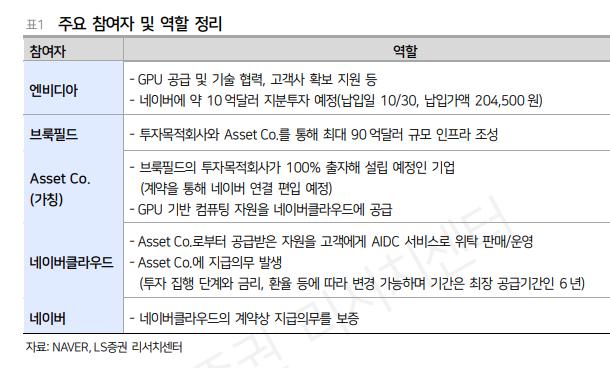 표1 주요 참여자 및 역할 정리
참여자 역할
엔비디아
- GPU 공급 및 기술 협력, 고객사 확보 지원 등
- 네이버에 약 10억달러 지분투자 예정(납입일 10/30, 납입가액 204,500원)
브룩필드
- 투자목적회사와 Asset Co.를 통해 최대 90억달러 규모 인프라 조성
Asset Co.
(가칭)
- 브룩필드의 투자목적회사가 100% 출자해 설립 예정인 기업
(계약을 통해 네이버 연결 편입 예정)
- GPU 기반 컴퓨팅 자원을 네이버클라우드에 공급
네이버클라우드
- Asset Co.로부터 공급받은 자원을 고객에게 AIDC 서비스로 위탁 판매/운영
- Asset Co.에 지급의무 발생
(투자 집행 단계와 금리, 환율 등에 따라 변경 가능하며 기간은 최장 공급기간인 6년)
네이버
- 네이버클라우드의 계약상 지급의무를 보증
자료: NAVER, LS증권 리서치센터
증권 리서치센터